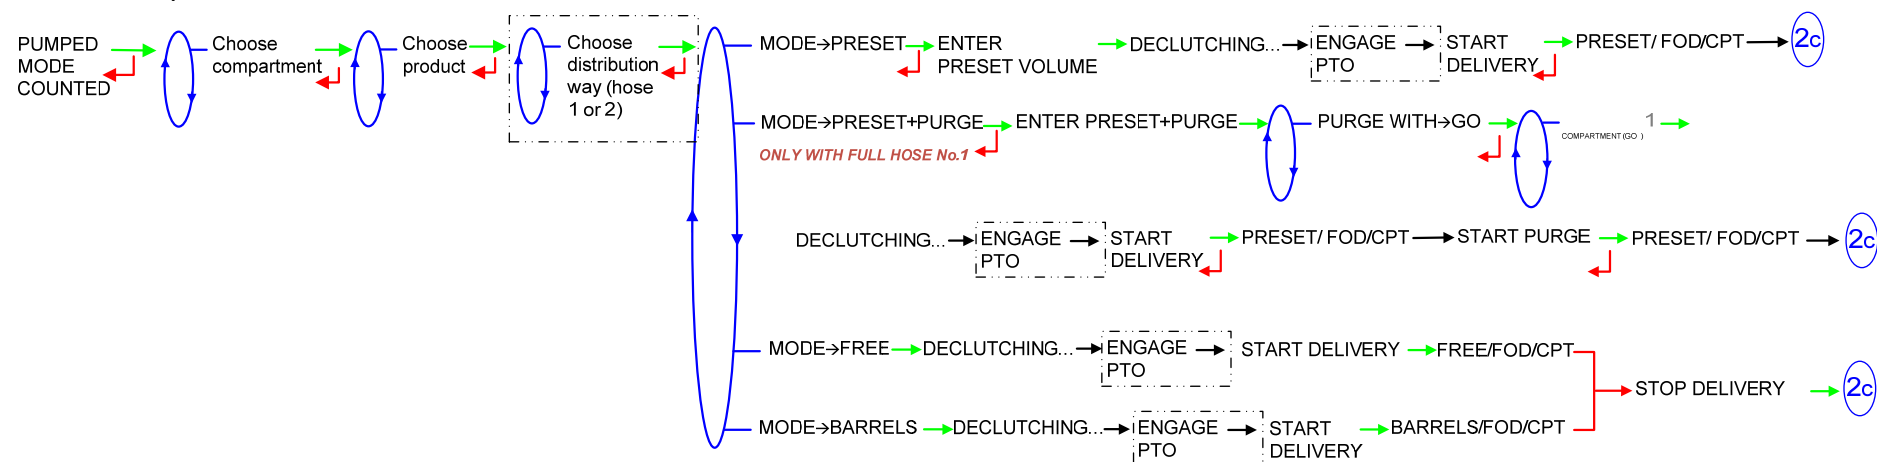 PUMPED
MODE
COUNTED
Choose
compartment
Choose
product
Choose
distribution
way (hose
1 or 2)
MODE→PRESET
ENTER
PRESET VOLUME
DECLUTCHING...
ENGAGE
PTO
START
DELIVERY
PRESET/ FOD/CPT
2c
MODE→PRESET+PURGE
ONLY WITH FULL HOSE No.1
ENTER PRESET+PURGE
PURGE WITH→GO
1
COMPARTMENT (GO )
DECLUTCHING...
ENGAGE
PTO
START
DELIVERY
PRESET/ FOD/CPT
START PURGE
PRESET/ FOD/CPT
2c
MODE→FREE
DECLUTCHING...
ENGAGE
PTO
START DELIVERY
FREE/FOD/CPT
STOP DELIVERY
2c
MODE→BARRELS
DECLUTCHING...
ENGAGE
PTO
START
DELIVERY
BARRELS/FOD/CPT